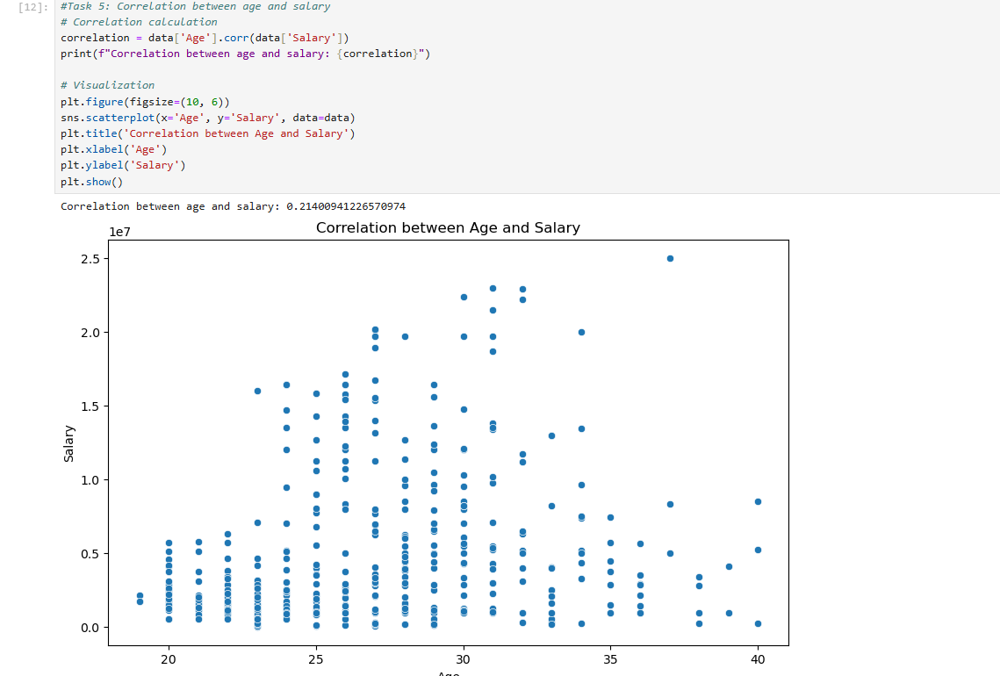 [12]:
#Task 5: Correlation between age and salary
# Correlation calculation
correlation = data['Age'].corr(data['Salary'])
print(f"Correlation between age and salary: {correlation}")
# Visualization
plt.figure(figsize=(10, 6))
sns.scatterplot(x='Age', y='Salary', data=data)
plt.title('Correlation between Age and Salary')
plt.xlabel('Age')
plt.ylabel('Salary')
plt.show()
Correlation between age and salary: 0.21400941226570974
Correlation between Age and Salary
1e7
2.5
2.0
1.5
1.0
0.5
0.0
Salary
20 25 30 35 40
Age